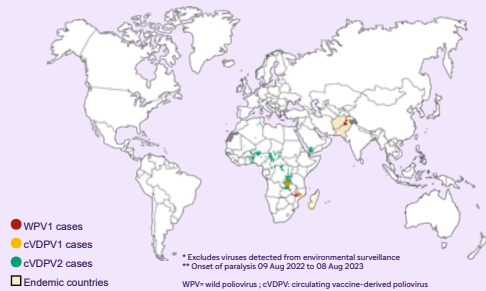 WPV1 cases
cVDPV1 cases
cVDPV2 cases
Endemic countries
* Excludes viruses detected from environmental surveillance
** Onset of paralysis 09 Aug 2022 to 08 Aug 2023
WPV= wild poliovirus ; cVDPV: circulating vaccine-derived poliovirus